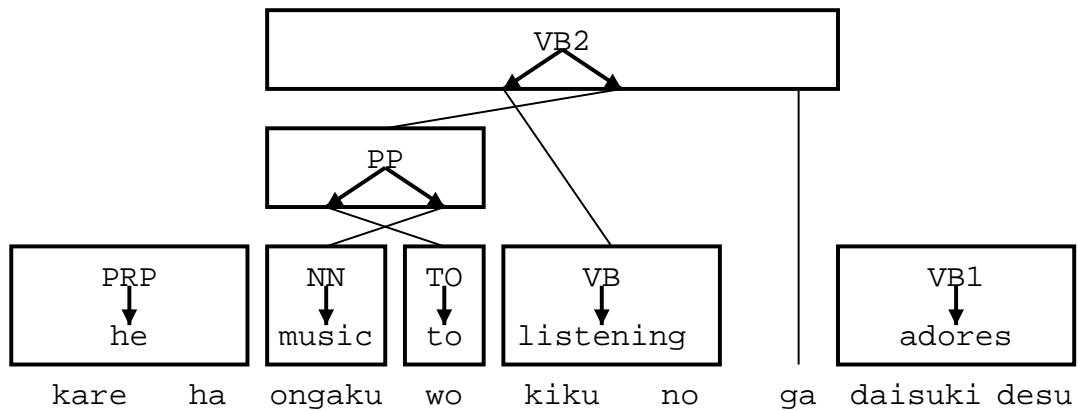 VB2
PP
PRP NN TO VB VB1
he music to listening adores
kare ha ongaku wo kiku no ga daisuki desu